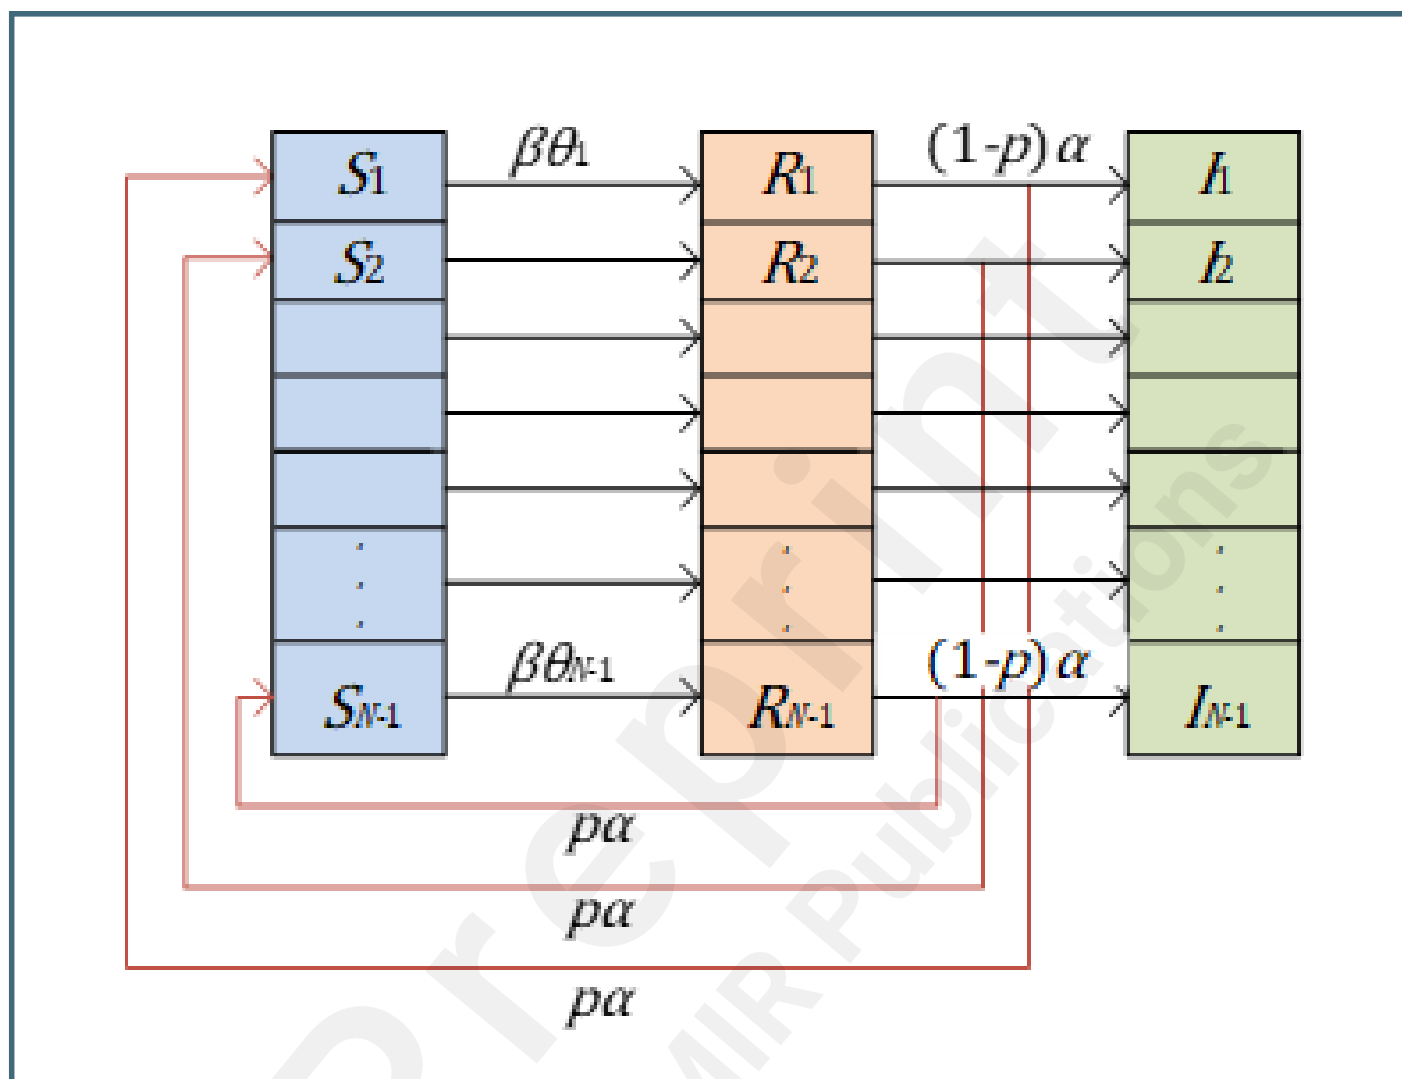 βθ1
(1-p) α
S1
R1
I1
S2
R2
I2
βθN-1
(1-p) α
SN-1
RN-1
IN-1
pα
pα
pα
Preprint
MIR Publications